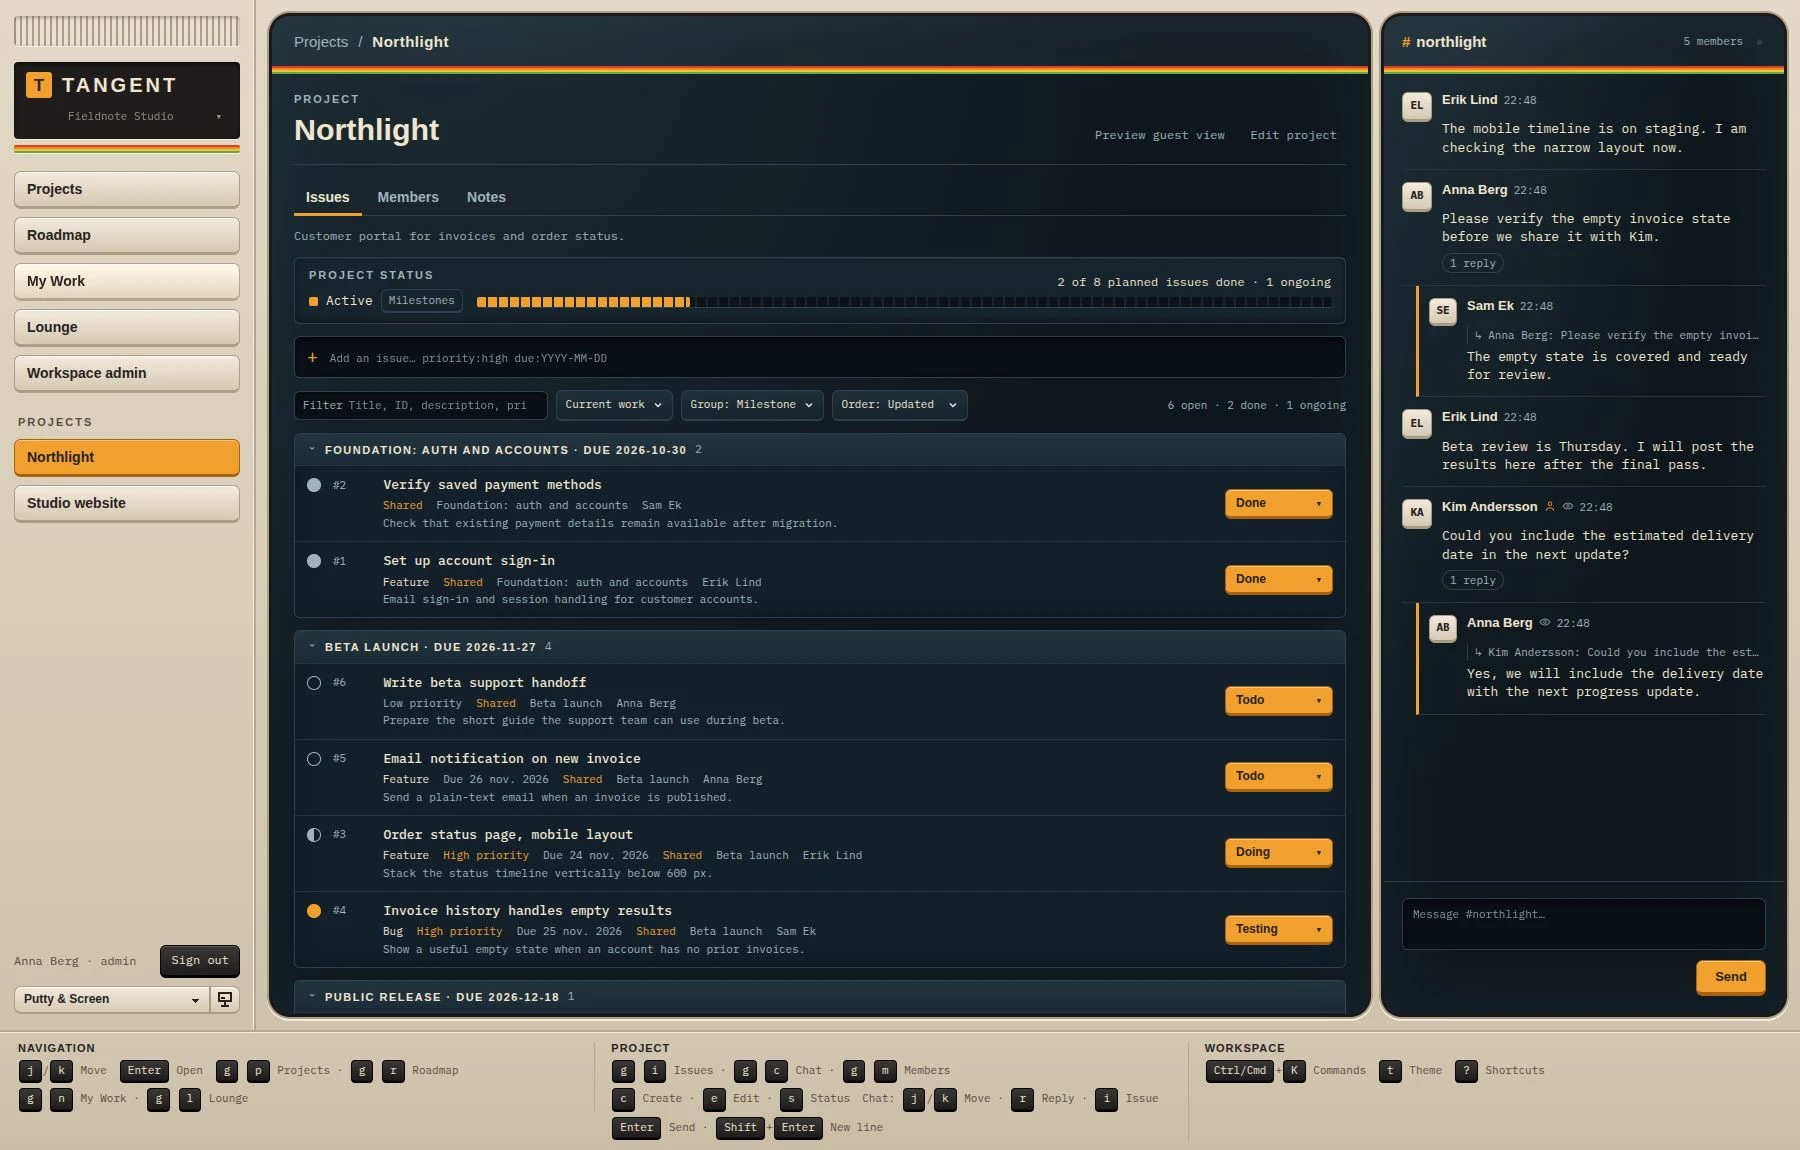 T TANGENT
Fieldnote Studio
Projects
Roadmap
My Work
Lounge
Workspace admin
PROJECTS
Northlight
Studio website
Anna Berg · admin
Sign out
Putty & Screen
Projects / Northlight
PROJECT
Northlight
Preview guest view
Edit project
Issues
Members
Notes
Customer portal for invoices and order status.
PROJECT STATUS
2 of 8 planned issues done · 1 ongoing
Active Milestones
+ Add an issue… priority:high due:YYYY-MM-DD
Filter Title, ID, description, pri
Current work
Group: Milestone
Order: Updated
6 open · 2 done · 1 ongoing
FOUNDATION: AUTH AND ACCOUNTS · DUE 2026-10-30 2
#2 Verify saved payment methods
Shared Foundation: auth and accounts Sam Ek
Check that existing payment details remain available after migration.
Done
#1 Set up account sign-in
Feature Shared Foundation: auth and accounts Erik Lind
Email sign-in and session handling for customer accounts.
Done
BETA LAUNCH · DUE 2026-11-27 4
#6 Write beta support handoff
Low priority Shared Beta launch Anna Berg
Prepare the short guide the support team can use during beta.
Todo
#5 Email notification on new invoice
Feature Due 26 nov. 2026 Shared Beta launch Anna Berg
Send a plain-text email when an invoice is published.
Todo
#3 Order status page, mobile layout
Feature High priority Due 24 nov. 2026 Shared Beta launch Erik Lind
Stack the status timeline vertically below 600 px.
Doing
#4 Invoice history handles empty results
Bug High priority Due 25 nov. 2026 Shared Beta launch Sam Ek
Show a useful empty state when an account has no prior invoices.
Testing
PUBLIC RELEASE · DUE 2026-12-18 1
# northlight
5 members
EL Erik Lind 22:48
The mobile timeline is on staging. I am
checking the narrow layout now.
AB Anna Berg 22:48
Please verify the empty invoice state
before we share it with Kim.
1 reply
SE Sam Ek 22:48
↳ Anna Berg: Please verify the empty invoi…
The empty state is covered and ready
for review.
EL Erik Lind 22:48
Beta review is Thursday. I will post the
results here after the final pass.
KA Kim Andersson 22:48
Could you include the estimated delivery
date in the next update?
1 reply
AB Anna Berg 22:48
↳ Kim Andersson: Could you include the est…
Yes, we will include the delivery date
with the next progress update.
Message #northlight…
Send
NAVIGATION
j / k Move Enter Open g p Projects · g r Roadmap
g n My Work · g l Lounge
PROJECT
g i Issues · g c Chat · g m Members
c Create · e Edit · s Status Chat: j / k Move · r Reply · i Issue
Enter Send · Shift + Enter New line
WORKSPACE
Ctrl/Cmd + K Commands t Theme ? Shortcuts